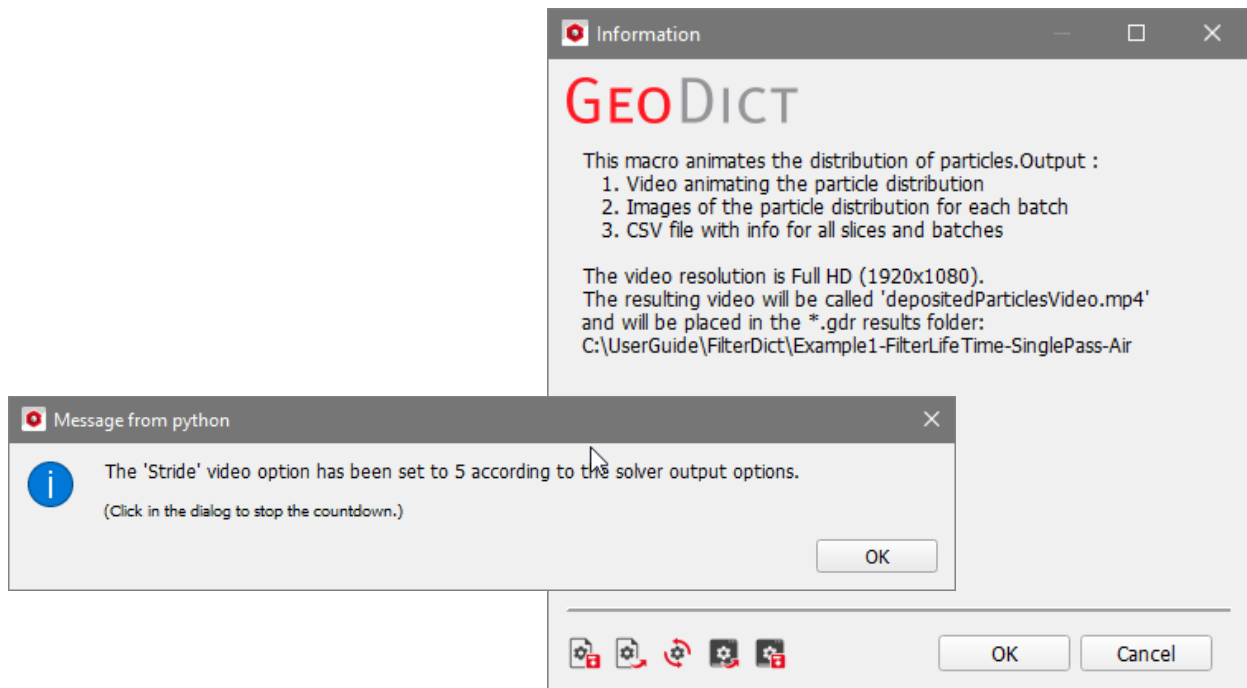 Information
GEODICT
This macro animates the distribution of particles.Output :
1. Video animating the particle distribution
2. Images of the particle distribution for each batch
3. CSV file with info for all slices and batches
The video resolution is Full HD (1920x1080).
The resulting video will be called 'depositedParticlesVideo.mp4'
and will be placed in the *.gdr results folder:
C:\UserGuide\FilterDict\Example1-FilterLifeTime-SinglePass-Air
Message from python
The 'Stride' video option has been set to 5 according to the solver output options.
(Click in the dialog to stop the countdown.)
OK
OK
Cancel